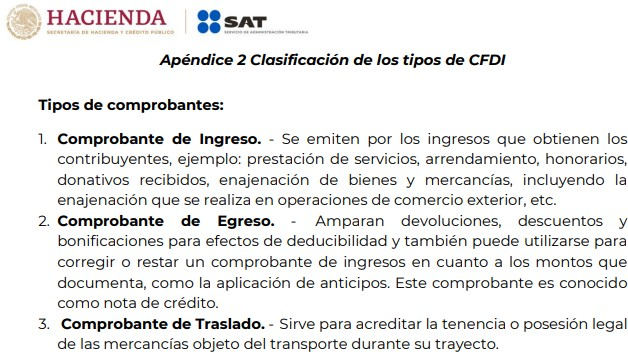 HACIENDA
SECRETARÍA DE HACIENDA Y CRÉDITO PÚBLICO
SAT
SERVICIO DE ADMINISTRACIÓN TRIBUTARIA
Apéndice 2 Clasificación de los tipos de CFDI
Tipos de comprobantes:
1. Comprobante de Ingreso. - Se emiten por los ingresos que obtienen los
contribuyentes, ejemplo: prestación de servicios, arrendamiento, honorarios,
donativos recibidos, enajenación de bienes y mercancías, incluyendo la
enajenación que se realiza en operaciones de comercio exterior, etc.
2. Comprobante de Egreso. - Amparan devoluciones, descuentos y
bonificaciones para efectos de deducibilidad y también puede utilizarse para
corregir o restar un comprobante de ingresos en cuanto a los montos que
documenta, como la aplicación de anticipos. Este comprobante es conocido
como nota de crédito.
3. Comprobante de Traslado. - Sirve para acreditar la tenencia o posesión legal
de las mercancías objeto del transporte durante su trayecto.